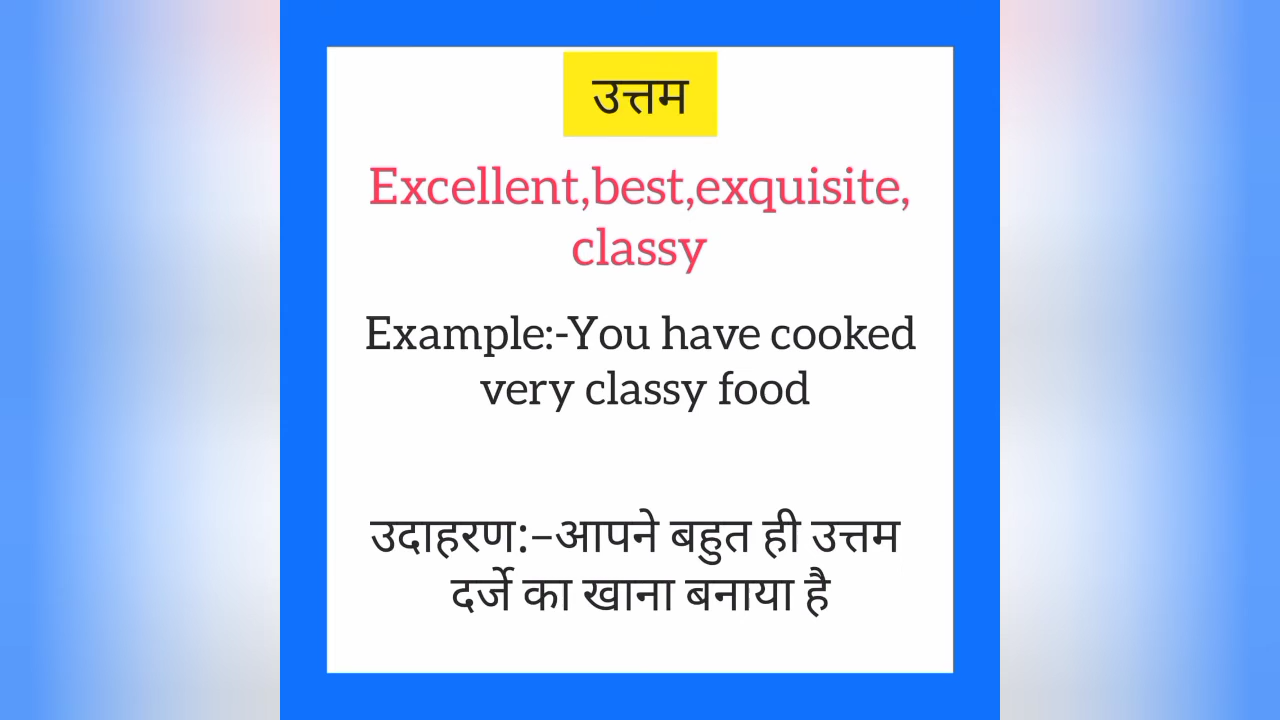 उत्तम
Excellent,best,exquisite,
classy
Example:-You have cooked
very classy food
उदाहरण:–आपने बहुत ही उत्तम
दर्जे का खाना बनाया है